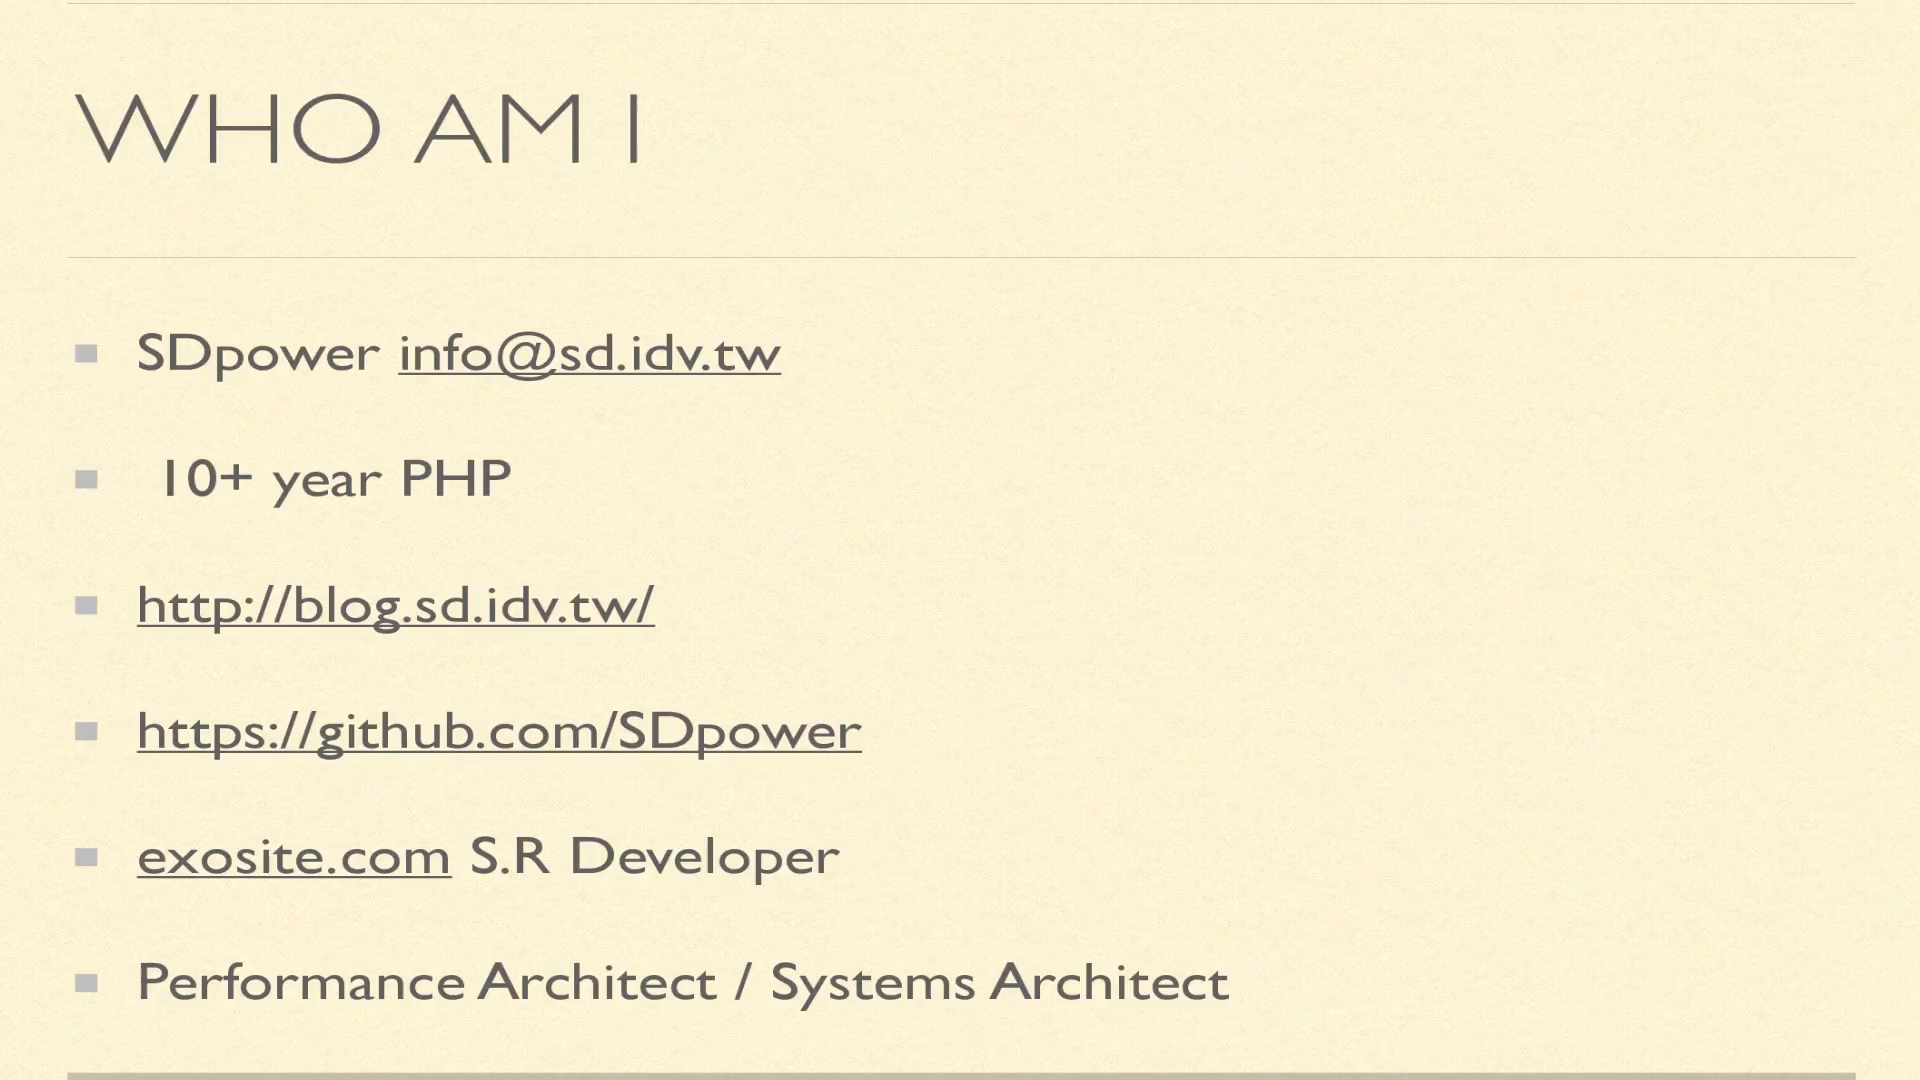 WHO AM I
SDpower info@sd.idv.tw
10+ year PHP
http://blog.sd.idv.tw/
https://github.com/SDpower
exosite.com S.R Developer
Performance Architect / Systems Architect